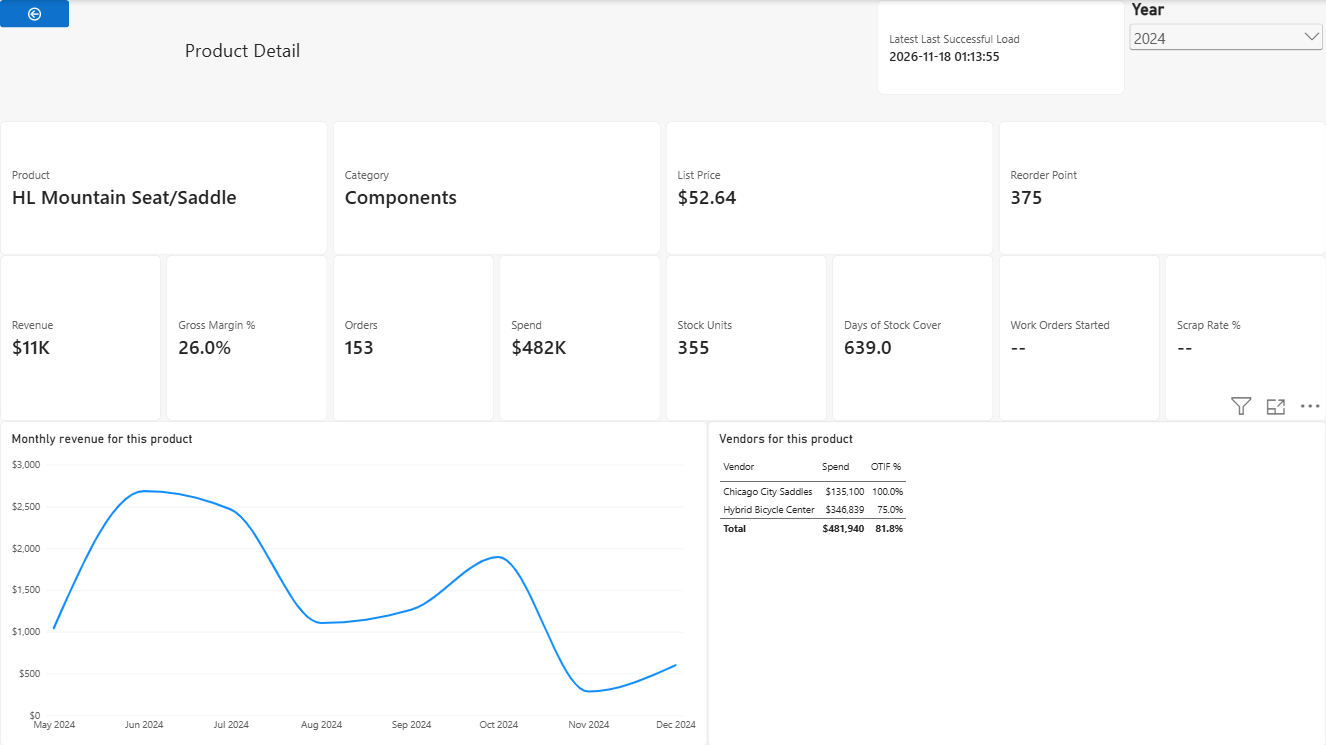 Product Detail
Latest Last Successful Load
2026-11-18 01:13:55
Year
2024
Product
HL Mountain Seat/Saddle
Category
Components
List Price
$52.64
Reorder Point
375
Revenue
$11K
Gross Margin %
26.0%
Orders
153
Spend
$482K
Stock Units
355
Days of Stock Cover
639.0
Work Orders Started
--
Scrap Rate %
--
Monthly revenue for this product
$3,000
$2,500
$2,000
$1,500
$1,000
$500
$0
May 2024 Jun 2024 Jul 2024 Aug 2024 Sep 2024 Oct 2024 Nov 2024 Dec 2024
Vendors for this product
Vendor Spend OTIF %
Chicago City Saddles $135,100 100.0%
Hybrid Bicycle Center $346,839 75.0%
Total $481,940 81.8%